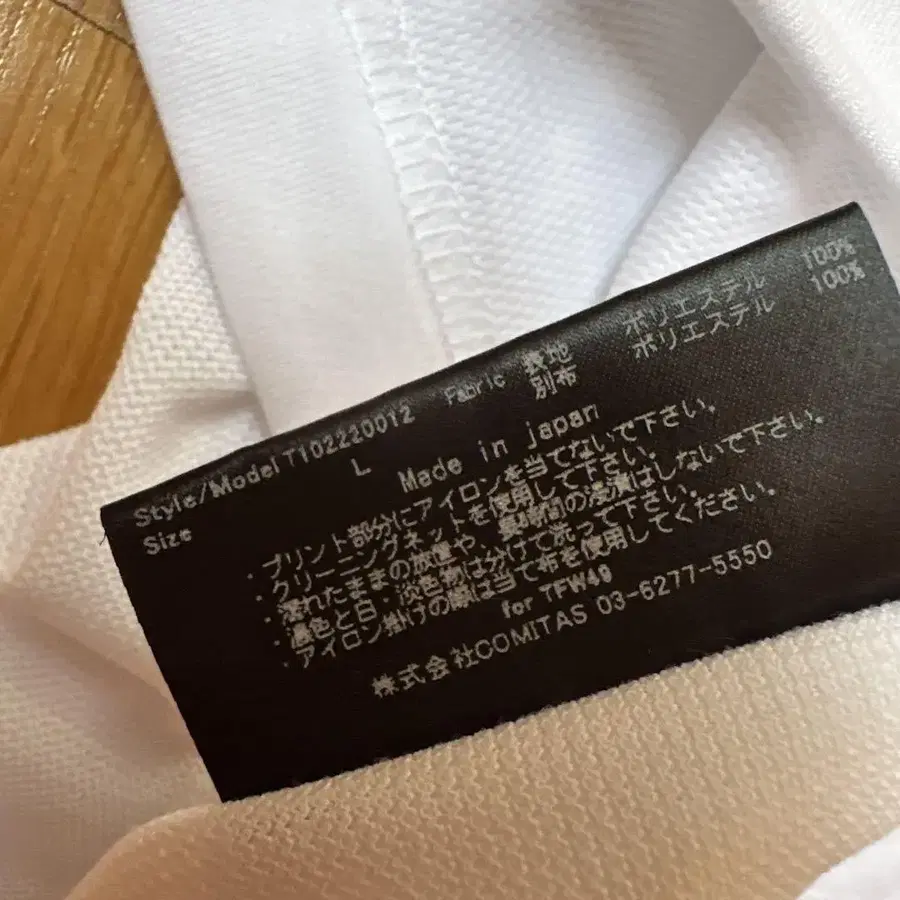 Style/Model T102220012 Fabric 表地 ポリエステル 100%
Size L 別布 ポリエステル 100%
Made in japan
・プリント部分にアイロンを当てないで下さい。
・クリーニングネットを使用して下さい。
・濡れたままの放置や、長時間の浸漬はしないで下さい。
・濃色と白・淡色物は分けて洗って下さい。
・アイロン掛けの際は当て布を使用してください。
for TFW49
株式会社COMITAS 03-6277-5550